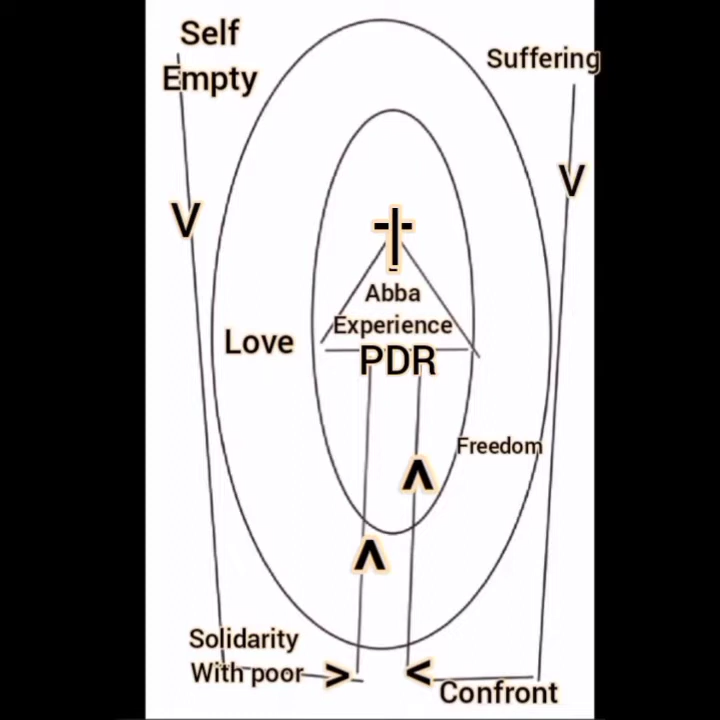 Self
Empty
Suffering
V
V
Abba
Experience
Love
PDR
Freedom
^
^
Solidarity
With poor
>
<
Confront